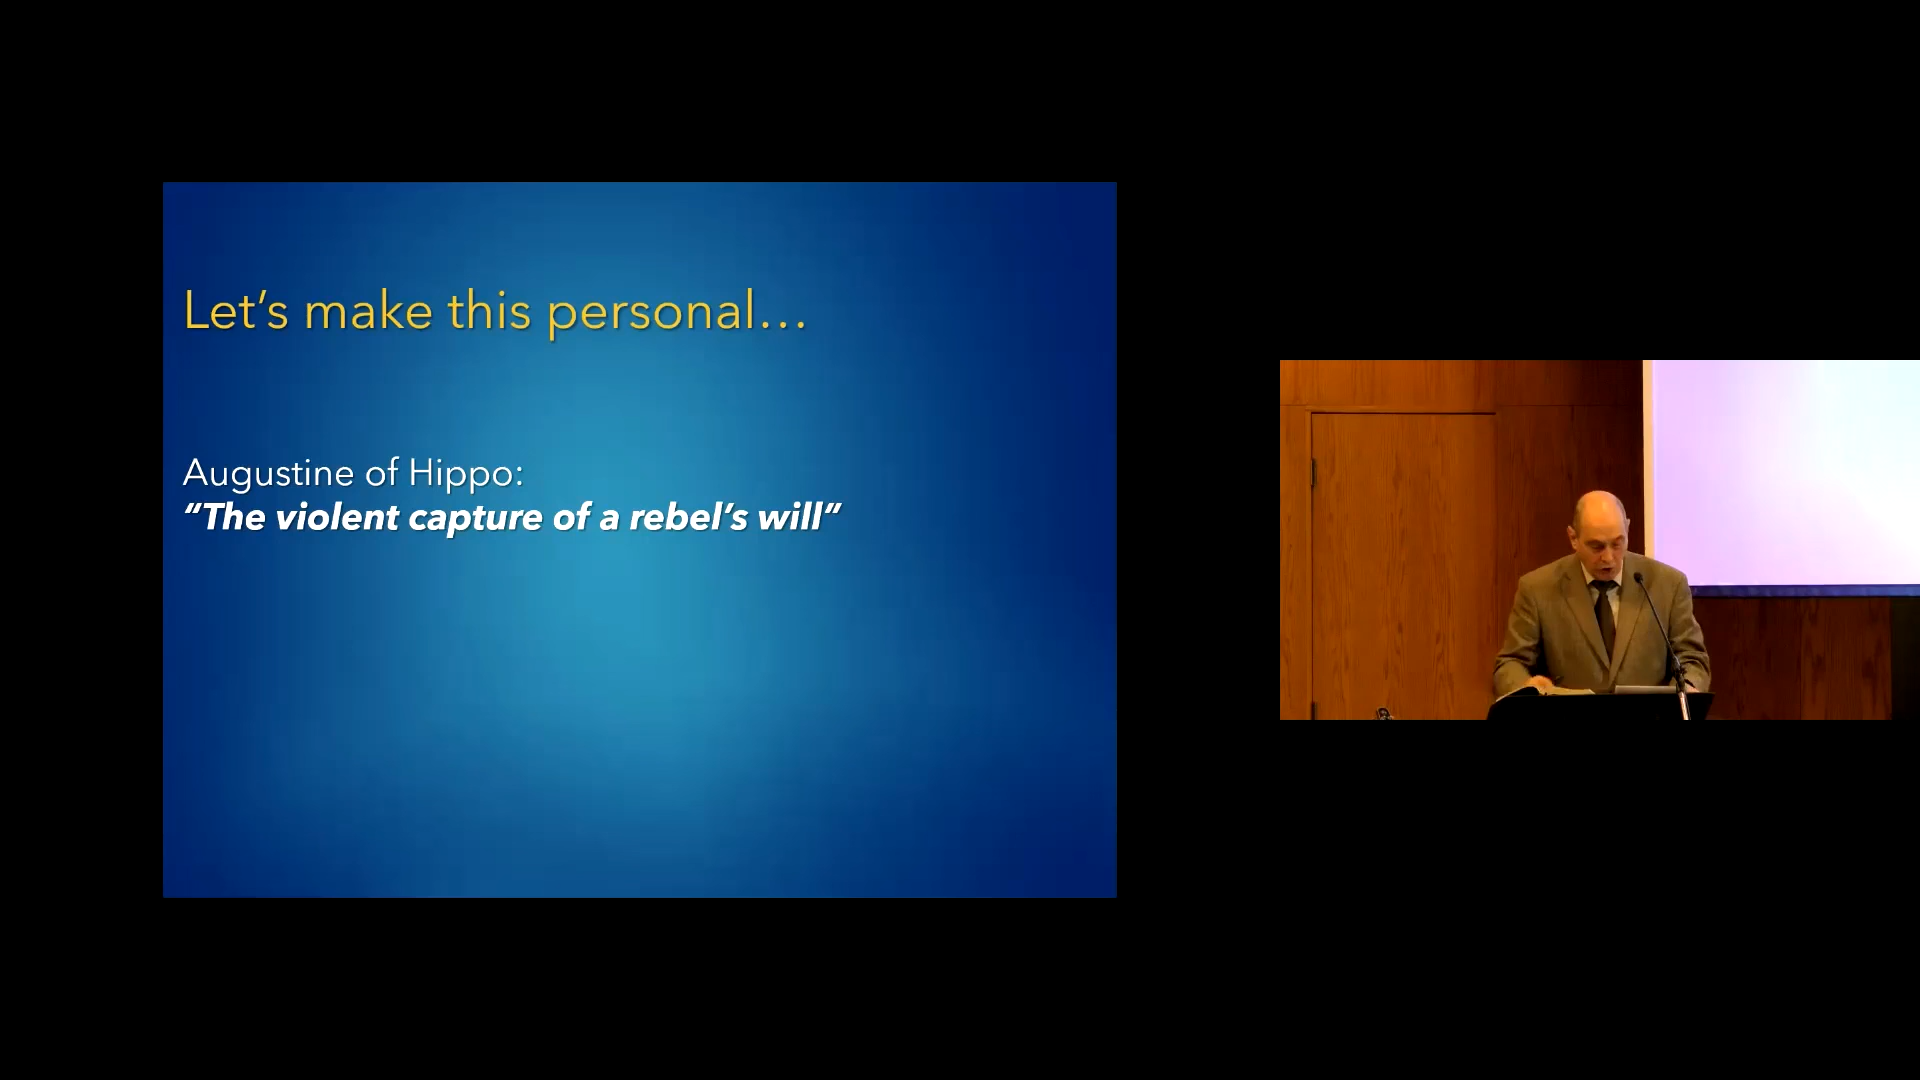 Let’s make this personal…
Augustine of Hippo:
“The violent capture of a rebel’s will”